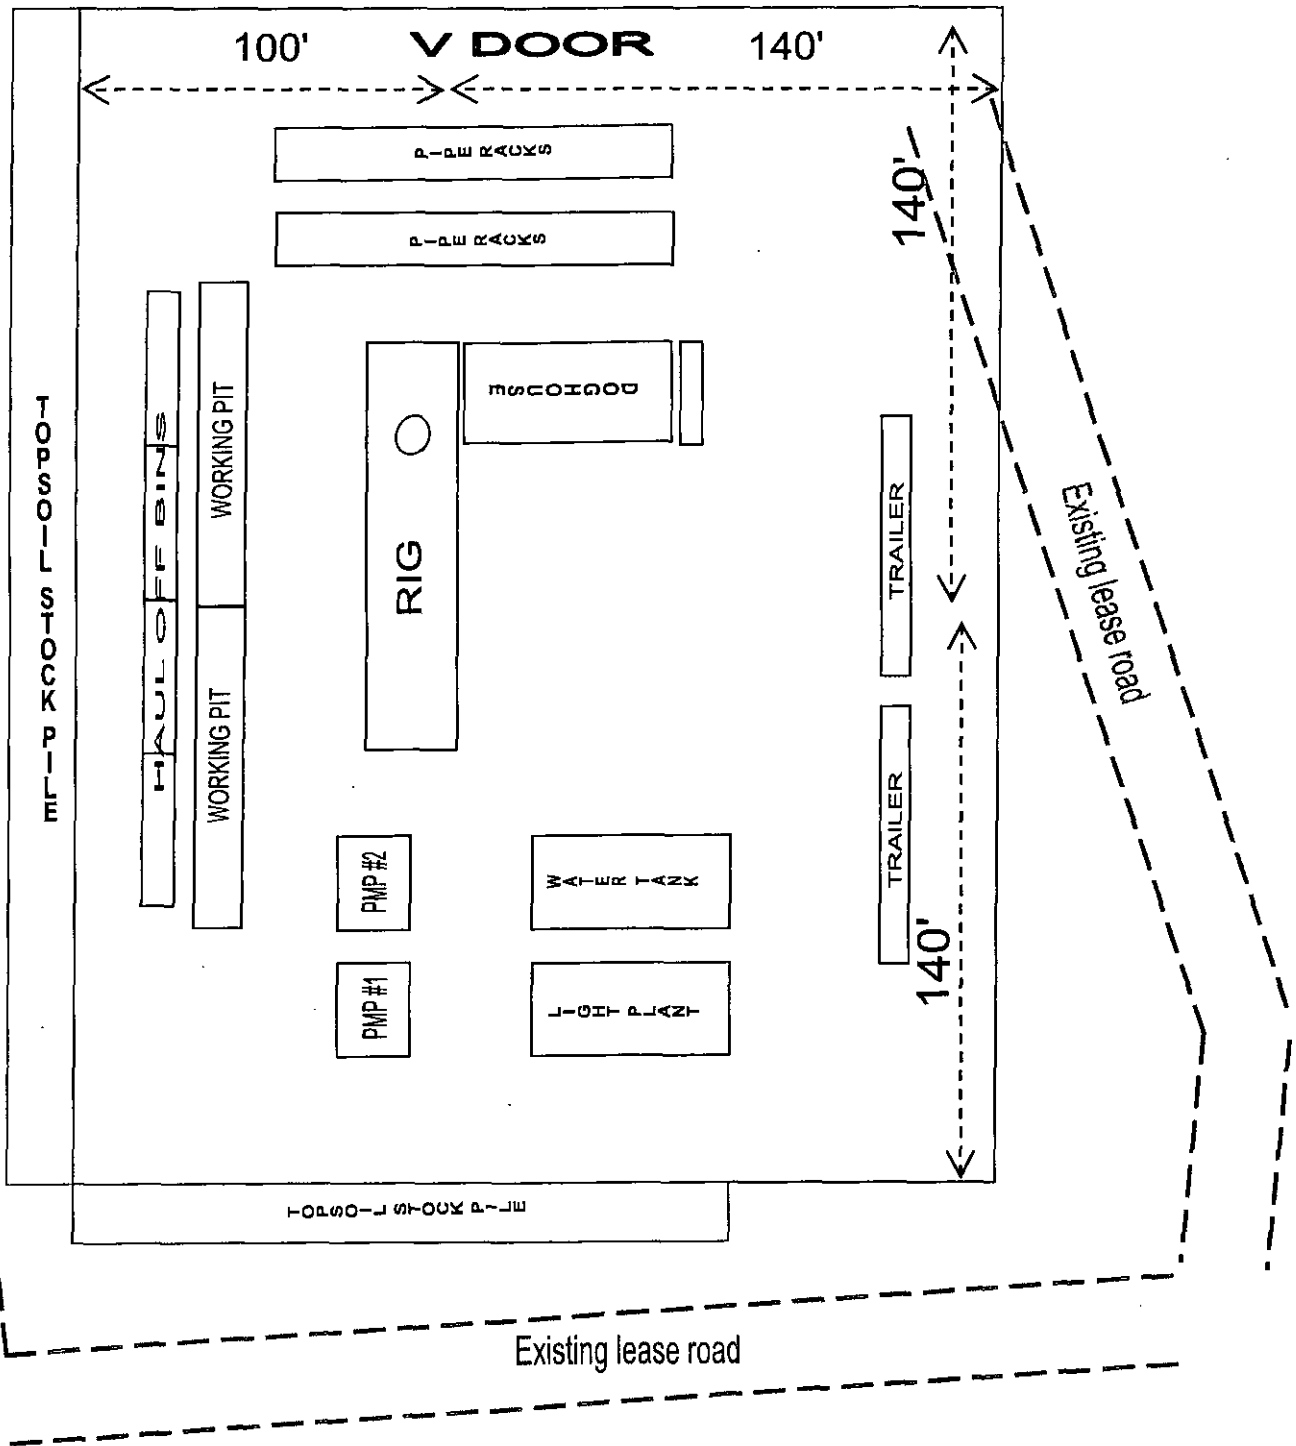 100' V DOOR 140'
PIPE RACKS
140'
PIPE RACKS
DOGHOUSE
TOPSOIL STOCK PILE
HAUL OFF BINS
WORKING PIT
WORKING PIT
RIG
TRAILER
Existing lease road
TRAILER
PMP #2
WATER TANK
140'
PMP #1
LIGHT PLANT
TOPSOIL STOCK PILE
Existing lease road